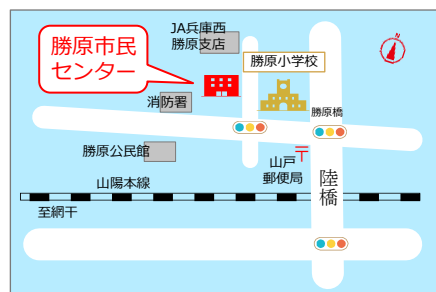 JA兵庫西
勝原支店
勝原市民
センター
勝原小学校
消防署
勝原橋
勝原公民館
山戸
郵便局
〒
山陽本線
陸橋
至網干